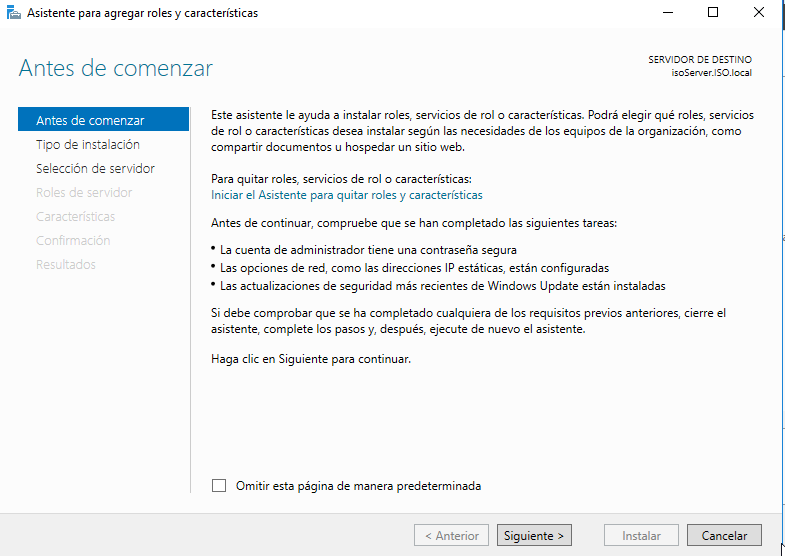 Asistente para agregar roles y características
Antes de comenzar
SERVIDOR DE DESTINO
isoServer.ISO.local
Antes de comenzar
Tipo de instalación
Selección de servidor
Roles de servidor
Características
Confirmación
Resultados
Este asistente le ayuda a instalar roles, servicios de rol o características. Podrá elegir qué roles, servicios
de rol o características desea instalar según las necesidades de los equipos de la organización, como
compartir documentos u hospedar un sitio web.
Para quitar roles, servicios de rol o características:
Iniciar el Asistente para quitar roles y características
Antes de continuar, compruebe que se han completado las siguientes tareas:
• La cuenta de administrador tiene una contraseña segura
• Las opciones de red, como las direcciones IP estáticas, están configuradas
• Las actualizaciones de seguridad más recientes de Windows Update están instaladas
Si debe comprobar que se ha completado cualquiera de los requisitos previos anteriores, cierre el
asistente, complete los pasos y, después, ejecute de nuevo el asistente.
Haga clic en Siguiente para continuar.
Omitir esta página de manera predeterminada
< Anterior
Siguiente >
Instalar
Cancelar